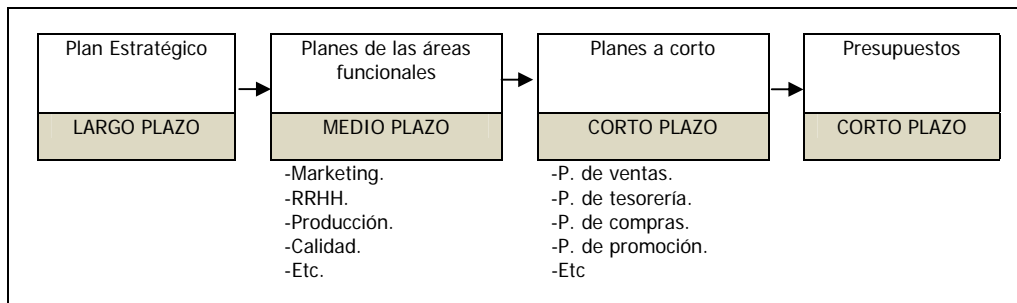 Plan Estratégico
LARGO PLAZO
Planes de las áreas
funcionales
MEDIO PLAZO
-Marketing.
-RRHH.
-Producción.
-Calidad.
-Etc.
Planes a corto
CORTO PLAZO
-P. de ventas.
-P. de tesorería.
-P. de compras.
-P. de promoción.
-Etc
Presupuestos
CORTO PLAZO